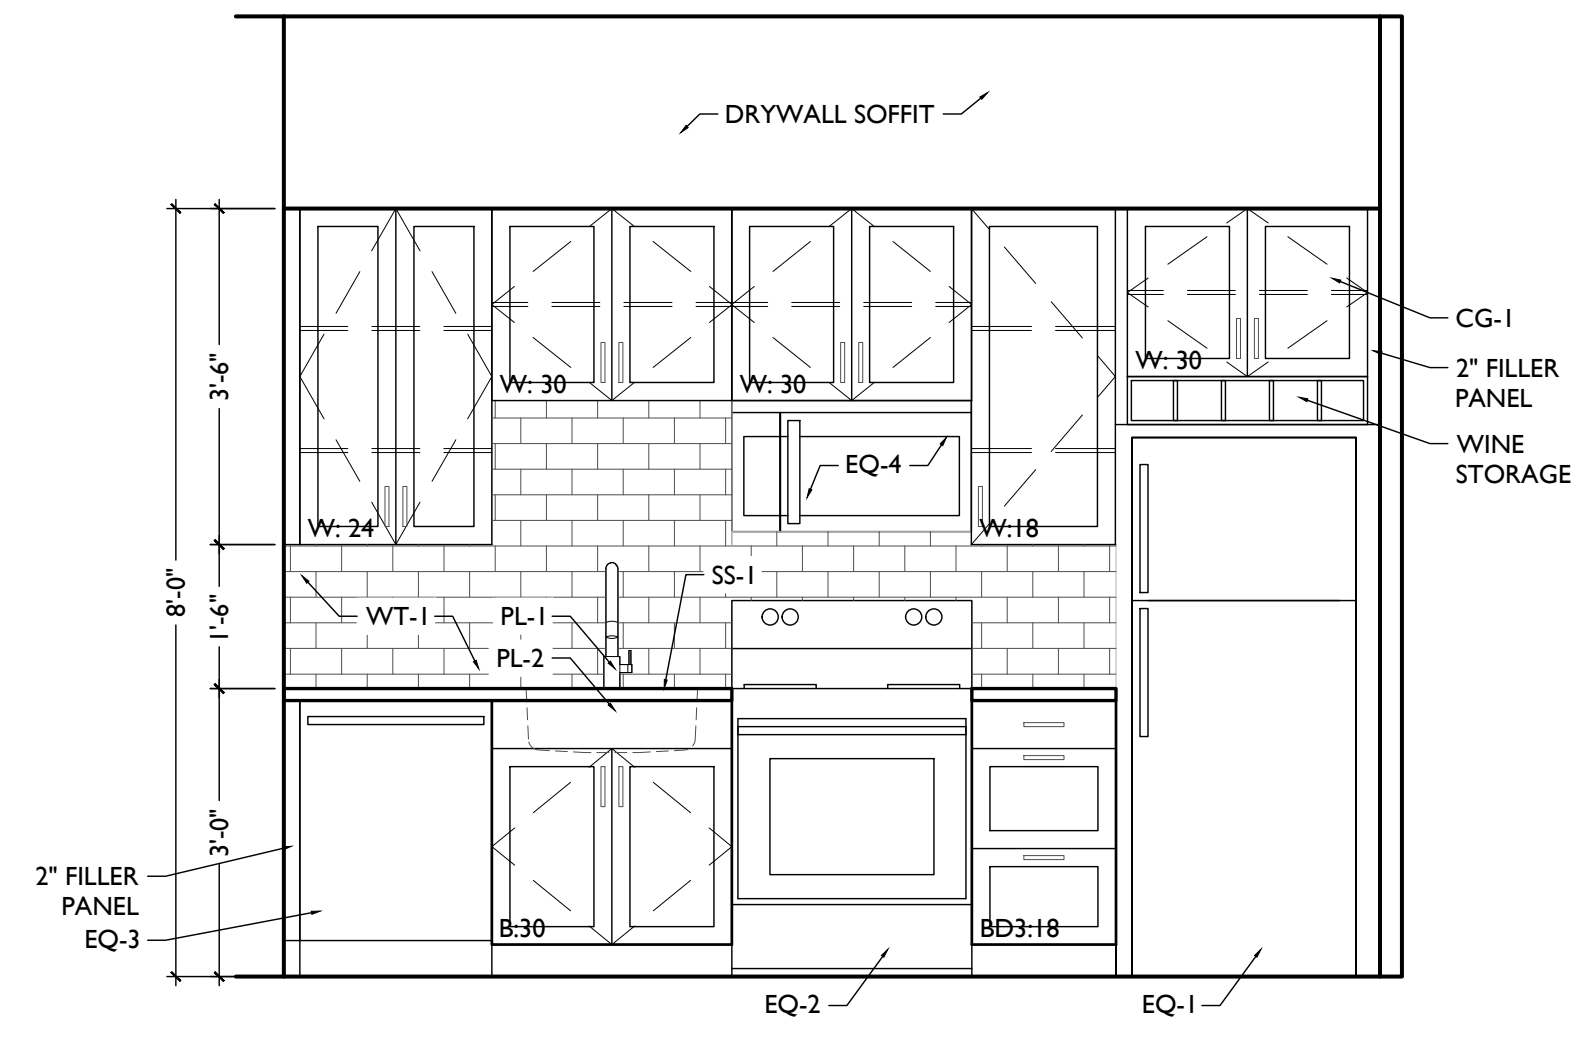 DRYWALL SOFFIT
CG-1
2" FILLER
PANEL
WINE
STORAGE
W: 30
W: 30
W: 30
W: 24
W:18
EQ-4
3'-6"
8'-0"
1'-6"
3'-0"
SS-1
WT-1
PL-1
PL-2
2" FILLER
PANEL
EQ-3
B:30
BD3:18
EQ-2
EQ-1